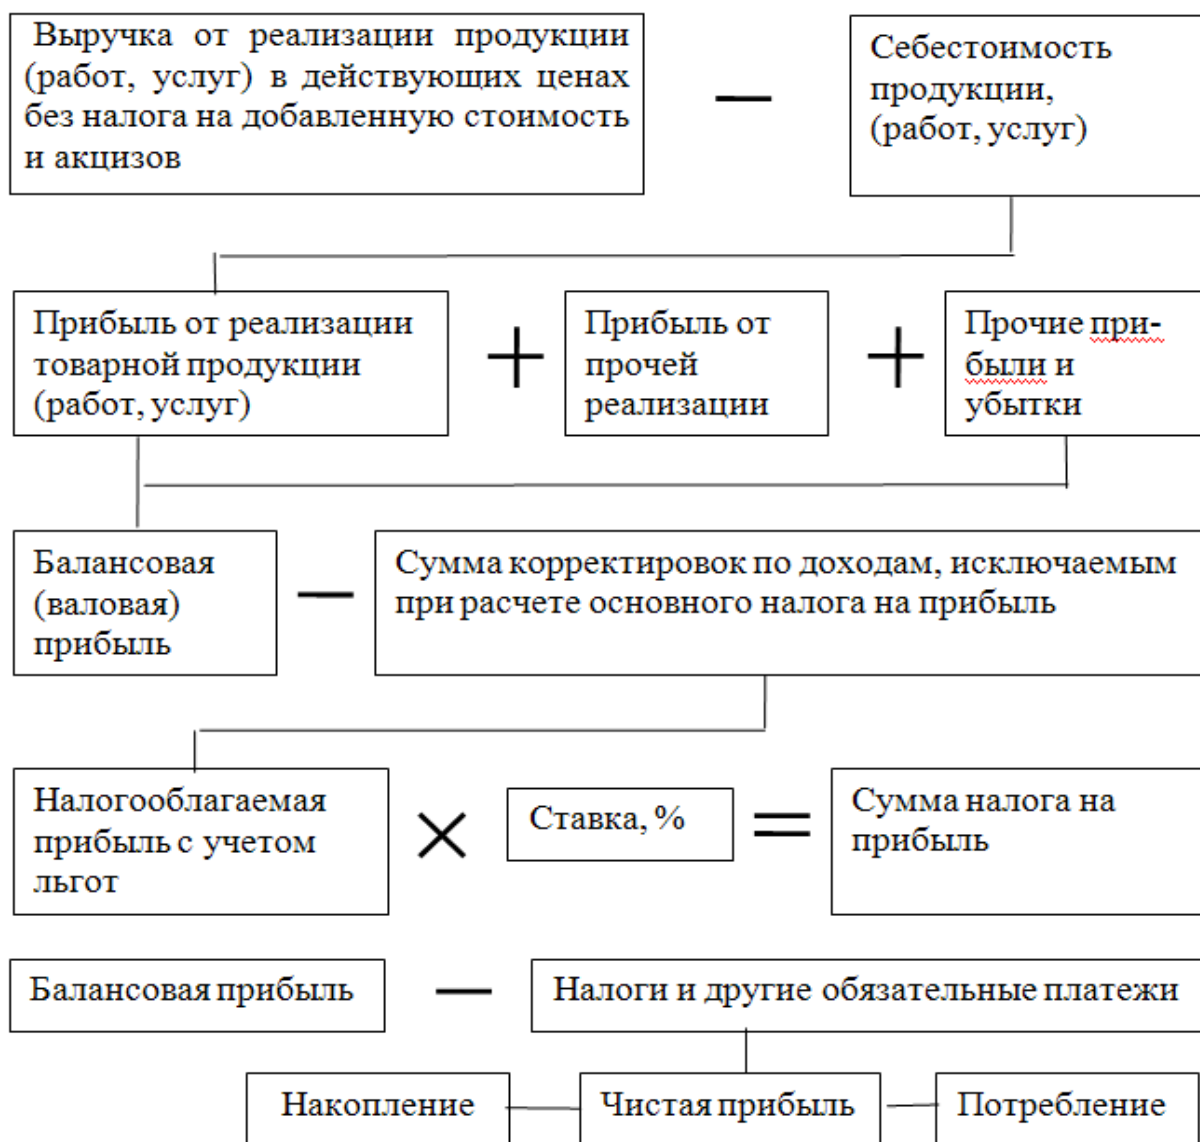 Выручка от реализации продукции
(работ, услуг) в действующих ценах
без налога на добавленную стоимость
и акцизов
—
Себестоимость
продукции,
(работ, услуг)
Прибыль от реализации
товарной продукции
(работ, услуг)
+
Прибыль от
прочей
реализации
+
Прочие при-
были и
убытки
Балансовая
(валовая)
прибыль
—
Сумма корректировок по доходам, исключаемым
при расчете основного налога на прибыль
Налогооблагаемая
прибыль с учетом
льгот
×
Ставка, %
=
Сумма налога на
прибыль
Балансовая прибыль
—
Налоги и другие обязательные платежи
Накопление
Чистая прибыль
Потребление